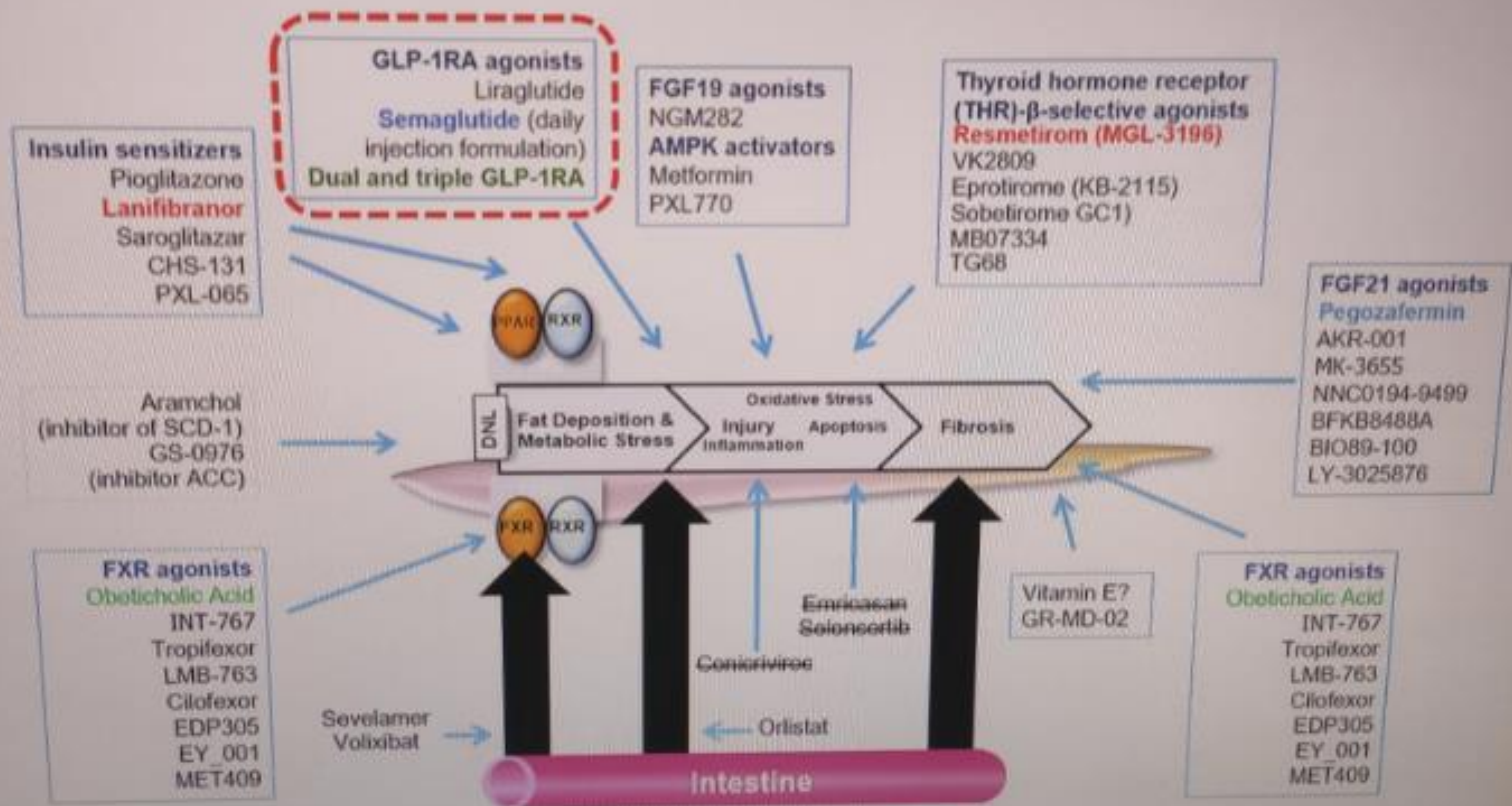 GLP-1RA agonists
Liraglutide
Semaglutide (daily
injection formulation)
Dual and triple GLP-1RA
FGF19 agonists
NGM282
AMPK activators
Metformin
PXL770
Thyroid hormone receptor
(THR)-β-selective agonists
Resmetirom (MGL-3196)
VK2809
Eprotirome (KB-2115)
Sobetirome GC1)
MB07334
TG68
Insulin sensitizers
Pioglitazone
Lanifibranor
Saroglitazar
CHS-131
PXL-065
FGF21 agonists
Pegozafermin
AKR-001
MK-3655
NNC0194-9499
BFKB8488A
BIO89-100
LY-3025876
PPAR RXR
Aramchol
(inhibitor of SCD-1)
GS-0976
(inhibitor ACC)
DNL
Fat Deposition &
Metabolic Stress
Oxidative Stress
Injury Apoptosis
Inflammation
Fibrosis
FXR RXR
FXR agonists
Oboticholic Acid
INT-767
Tropifexor
LMB-763
Cilofexor
EDP305
EY_001
MET409
Sevelamer
Volixibat
Emricasan
Selonsertib
Cenicriviroc
Orlistat
Vitamin E?
GR-MD-02
FXR agonists
Oboticholic Acid
INT-767
Tropifexor
LMB-763
Cilofexor
EDP305
EY_001
MET409
Intestine